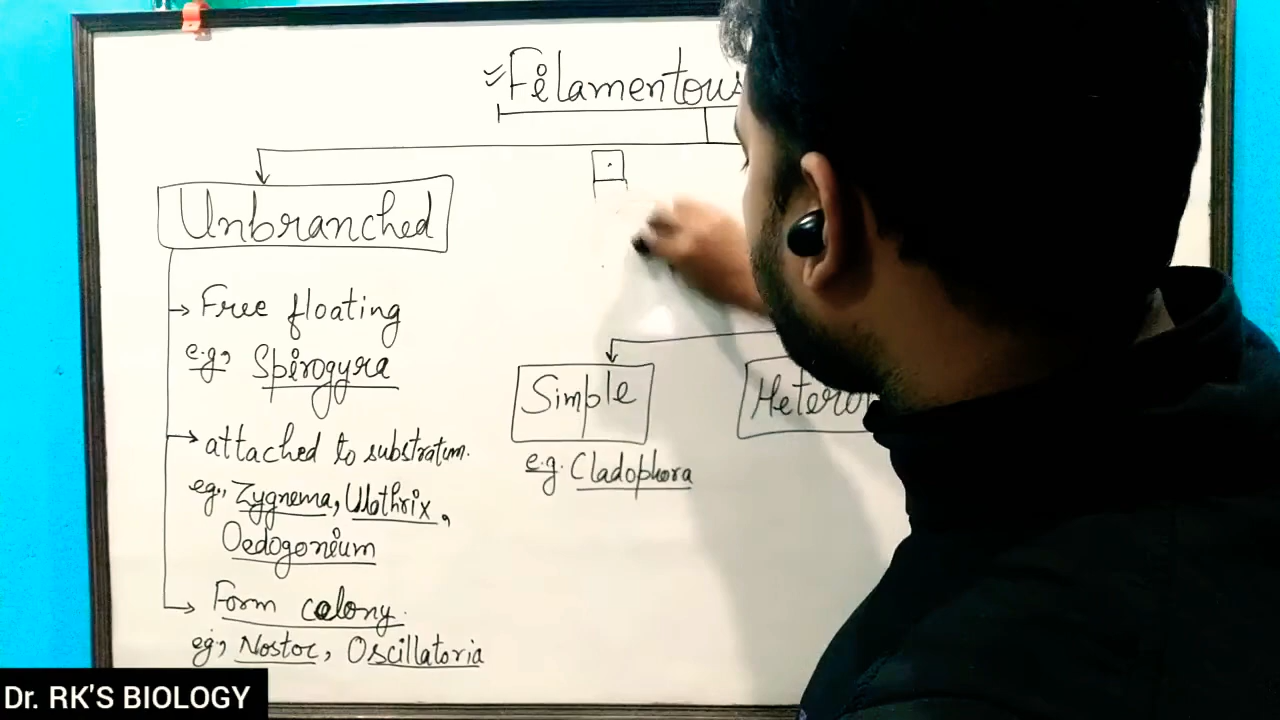 Filamentous
Unbranched
Free floating
e.g, Spirogyra
attached to substratum.
eg., Zygnema, Ulothrix,
Oedogonium
Form colony.
eg, Nostoc, Oscillatoria
Simple
e.g. Cladophora
Dr. RK'S BIOLOGY